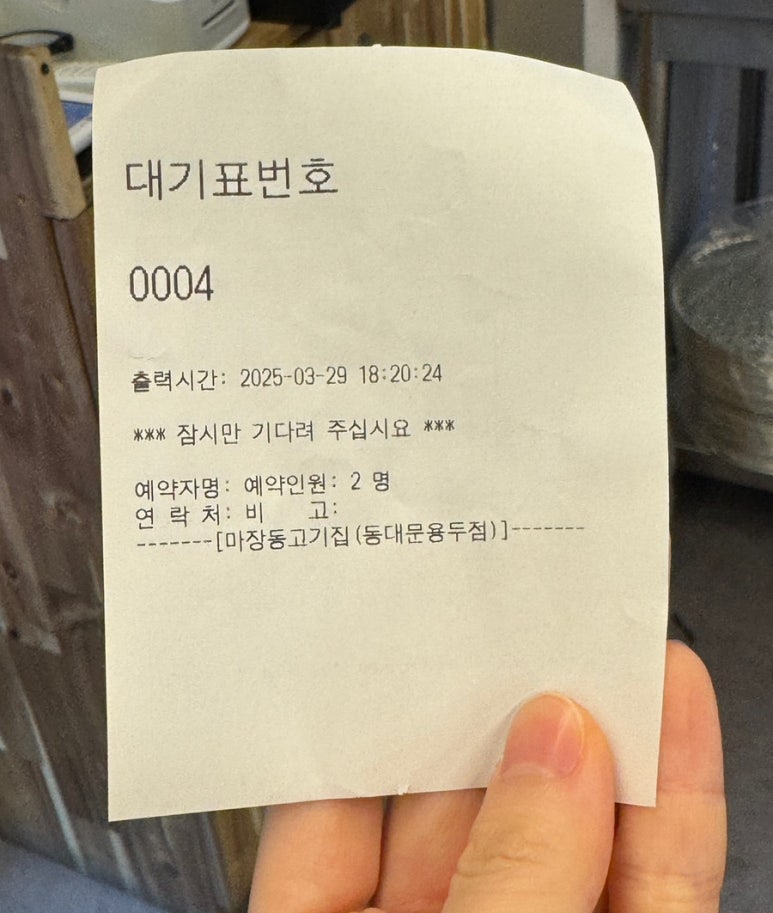 대기표번호
0004
출력시간: 2025-03-29 18:20:24
*** 잠시만 기다려 주십시요 ***
예약자명: 예약인원: 2 명
연 락 처: 비    고:
-------[마장동고기집(동대문용두점)]-------